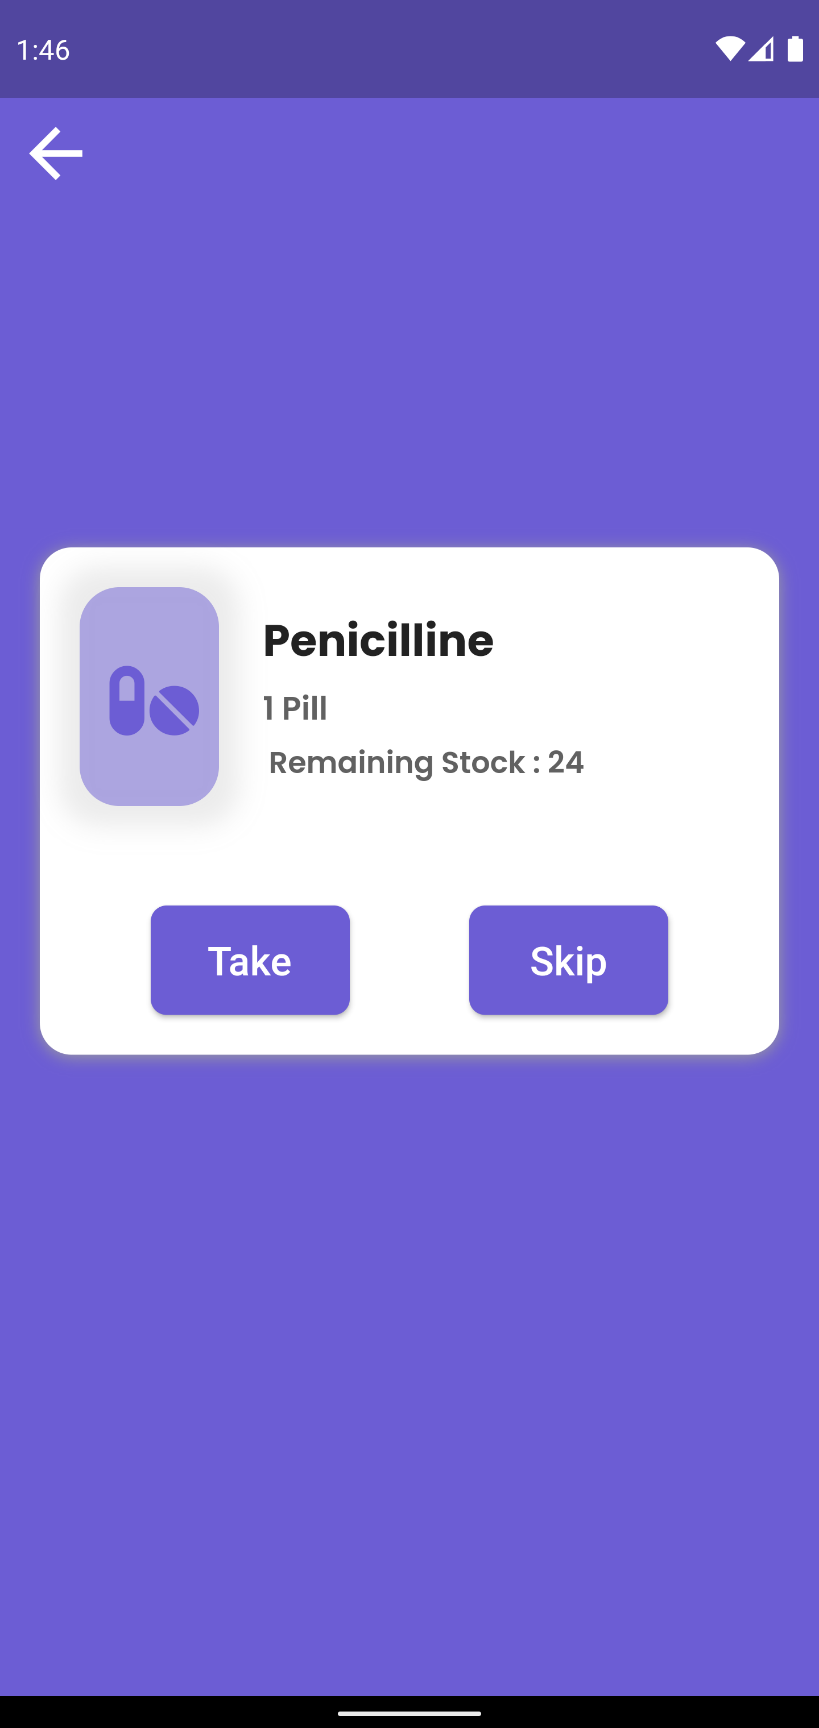 1:46
Penicilline
1 Pill
Remaining Stock : 24
Take
Skip